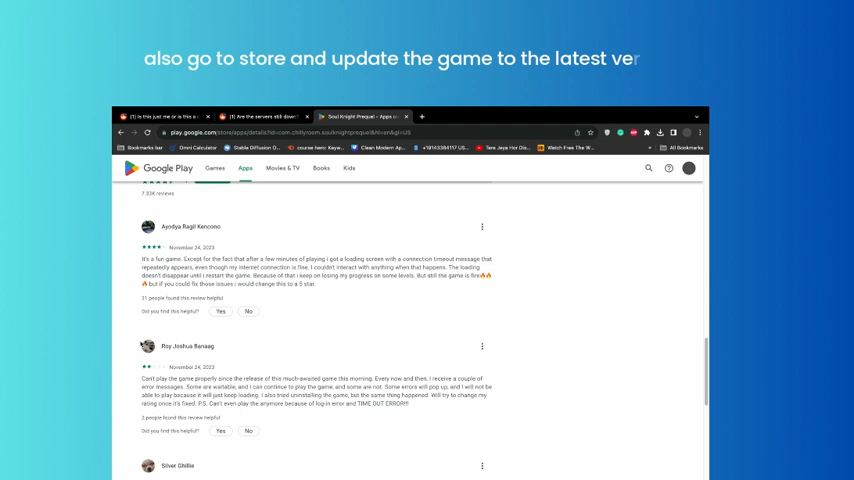 also go to store and update the game to the latest ver
(1) Is this just me or is this a c
(1) Are the servers still down?
Soul Knight Prequel - Apps on
play.google.com/store/apps/details?id=com.chillyroom.soulknightprequel&hl=en&gl=US
Bookmarks bar
Omni Calculator
Stable Diffusion O...
course hero: Keyw...
Clean Modern Ap...
+19143384117 US...
Tere Jeya Hor Dis...
Watch Free The W...
All Bookmarks
Google Play
Games
Apps
Movies & TV
Books
Kids
7.93K reviews
Ayodya Ragil Kencono
November 24, 2023
It's a fun game. Except for the fact that after a few minutes of playing i got a loading screen with a connection timeout message that
repeatedly appears, even though my internet connection is fine. I couldn't interact with anything when that happens. The loading
doesn't disappear until i restart the game. Because of that i keep on losing my progress on some levels. But still the game is fire🔥🔥
🔥 but if you could fix those issues i would change this to a 5 star.
31 people found this review helpful
Did you find this helpful?
Yes
No
Roy Joshua Banaag
November 24, 2023
Can't play the game properly since the release of this much-awaited game this morning. Every now and then, I receive a couple of
error messages. Some are waitable, and I can continue to play the game, and some are not. Some errors will pop up, and I will not be
able to play because it will just keep loading. I also tried uninstalling the game, but the same thing happened. Will try to change my
rating once it's fixed. P.S. Can't even play the anymore because of log-in error and TIME OUT ERROR!!!
2 people found this review helpful
Did you find this helpful?
Yes
No
Silver Ghillie